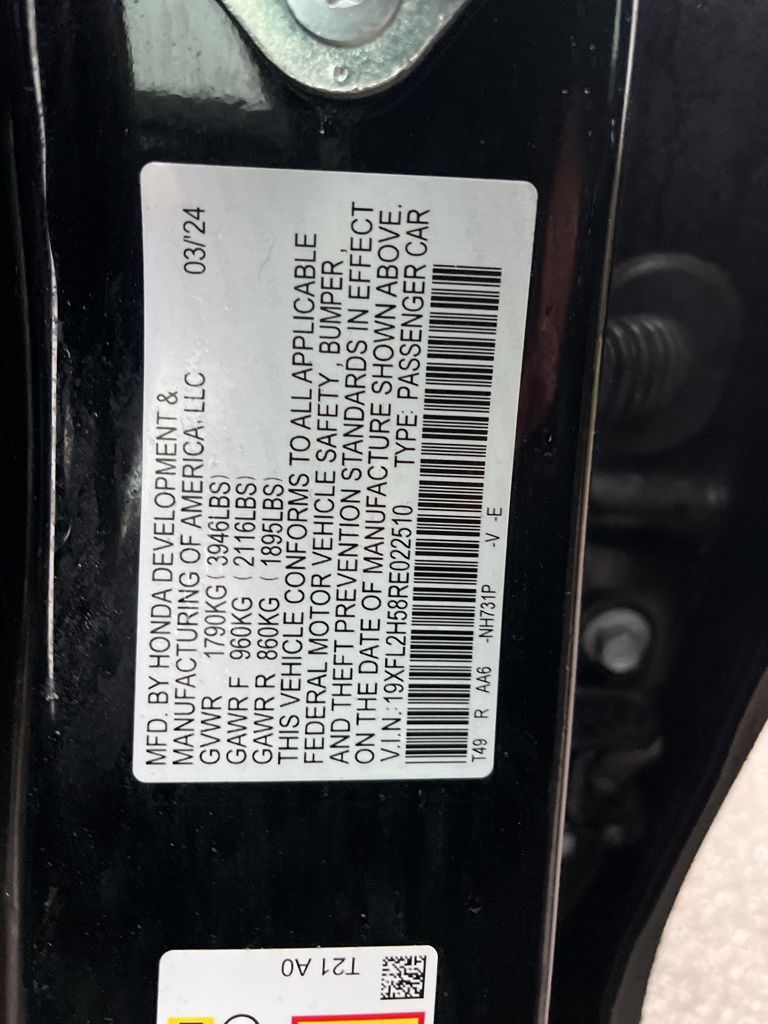 MFD. BY HONDA DEVELOPMENT &
MANUFACTURING OF AMERICA, LLC 03/'24
GVWR 1790KG (3946LBS)
GAWR F 960KG (2116LBS)
GAWR R 860KG (1895LBS)
THIS VEHICLE CONFORMS TO ALL APPLICABLE
FEDERAL MOTOR VEHICLE SAFETY, BUMPER,
AND THEFT PREVENTION STANDARDS IN EFFECT
ON THE DATE OF MANUFACTURE SHOWN ABOVE.
V.I.N.: 19XFL2H58RE022510 TYPE: PASSENGER CAR
T49 R AA6 -NH731P -V -E
T21 A0